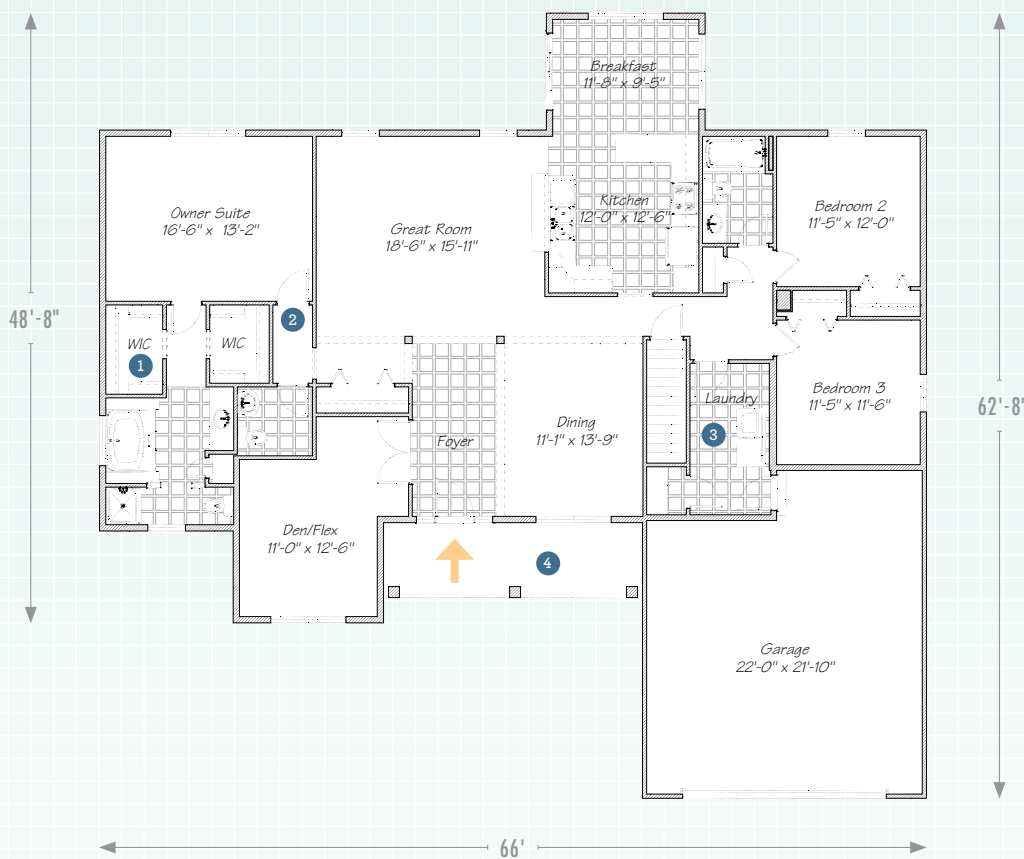 Breakfast
11'-8" x 9'-5"
Owner Suite
16'-6" x 13'-2"
Great Room
18'-6" x 15'-11"
Kitchen
12'-0" x 12'-6"
Bedroom 2
11'-5" x 12'-0"
48'-8"
2
WIC
WIC
1
Bedroom 3
11'-5" x 11'-6"
62'-8"
Laundry
3
Foyer
Dining
11'-1" x 13'-9"
Den/Flex
11'-0" x 12'-6"
4
Garage
22'-0" x 21'-10"
66'